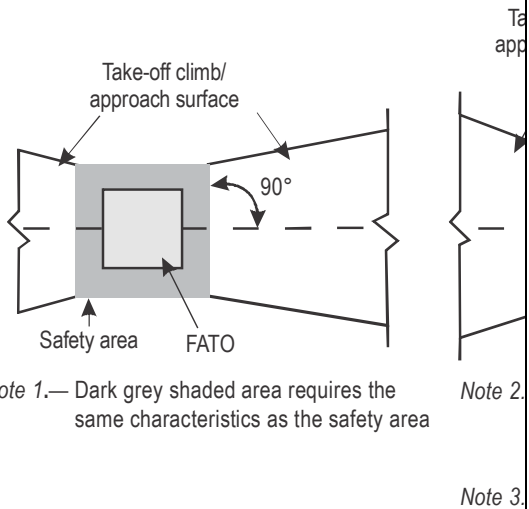 Take-off climb/
approach surface
90°
Safety area
FATO
Note 1.— Dark grey shaded area requires the
same characteristics as the safety area
Note 2.
Note 3.